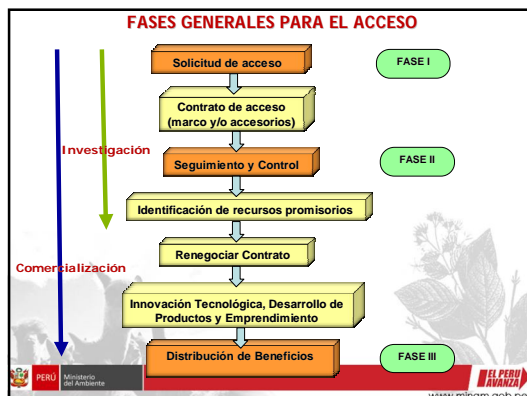 FASES GENERALES PARA EL ACCESO
Solicitud de acceso
FASE I
Contrato de acceso
(marco y/o accesorios)
Investigación
Seguimiento y Control
FASE II
Identificación de recursos promisorios
Renegociar Contrato
Comercialización
Innovación Tecnológica, Desarrollo de
Productos y Emprendimiento
Distribución de Beneficios
FASE III
PERÚ
Ministerio
del Ambiente
EL PERU
AVANZA